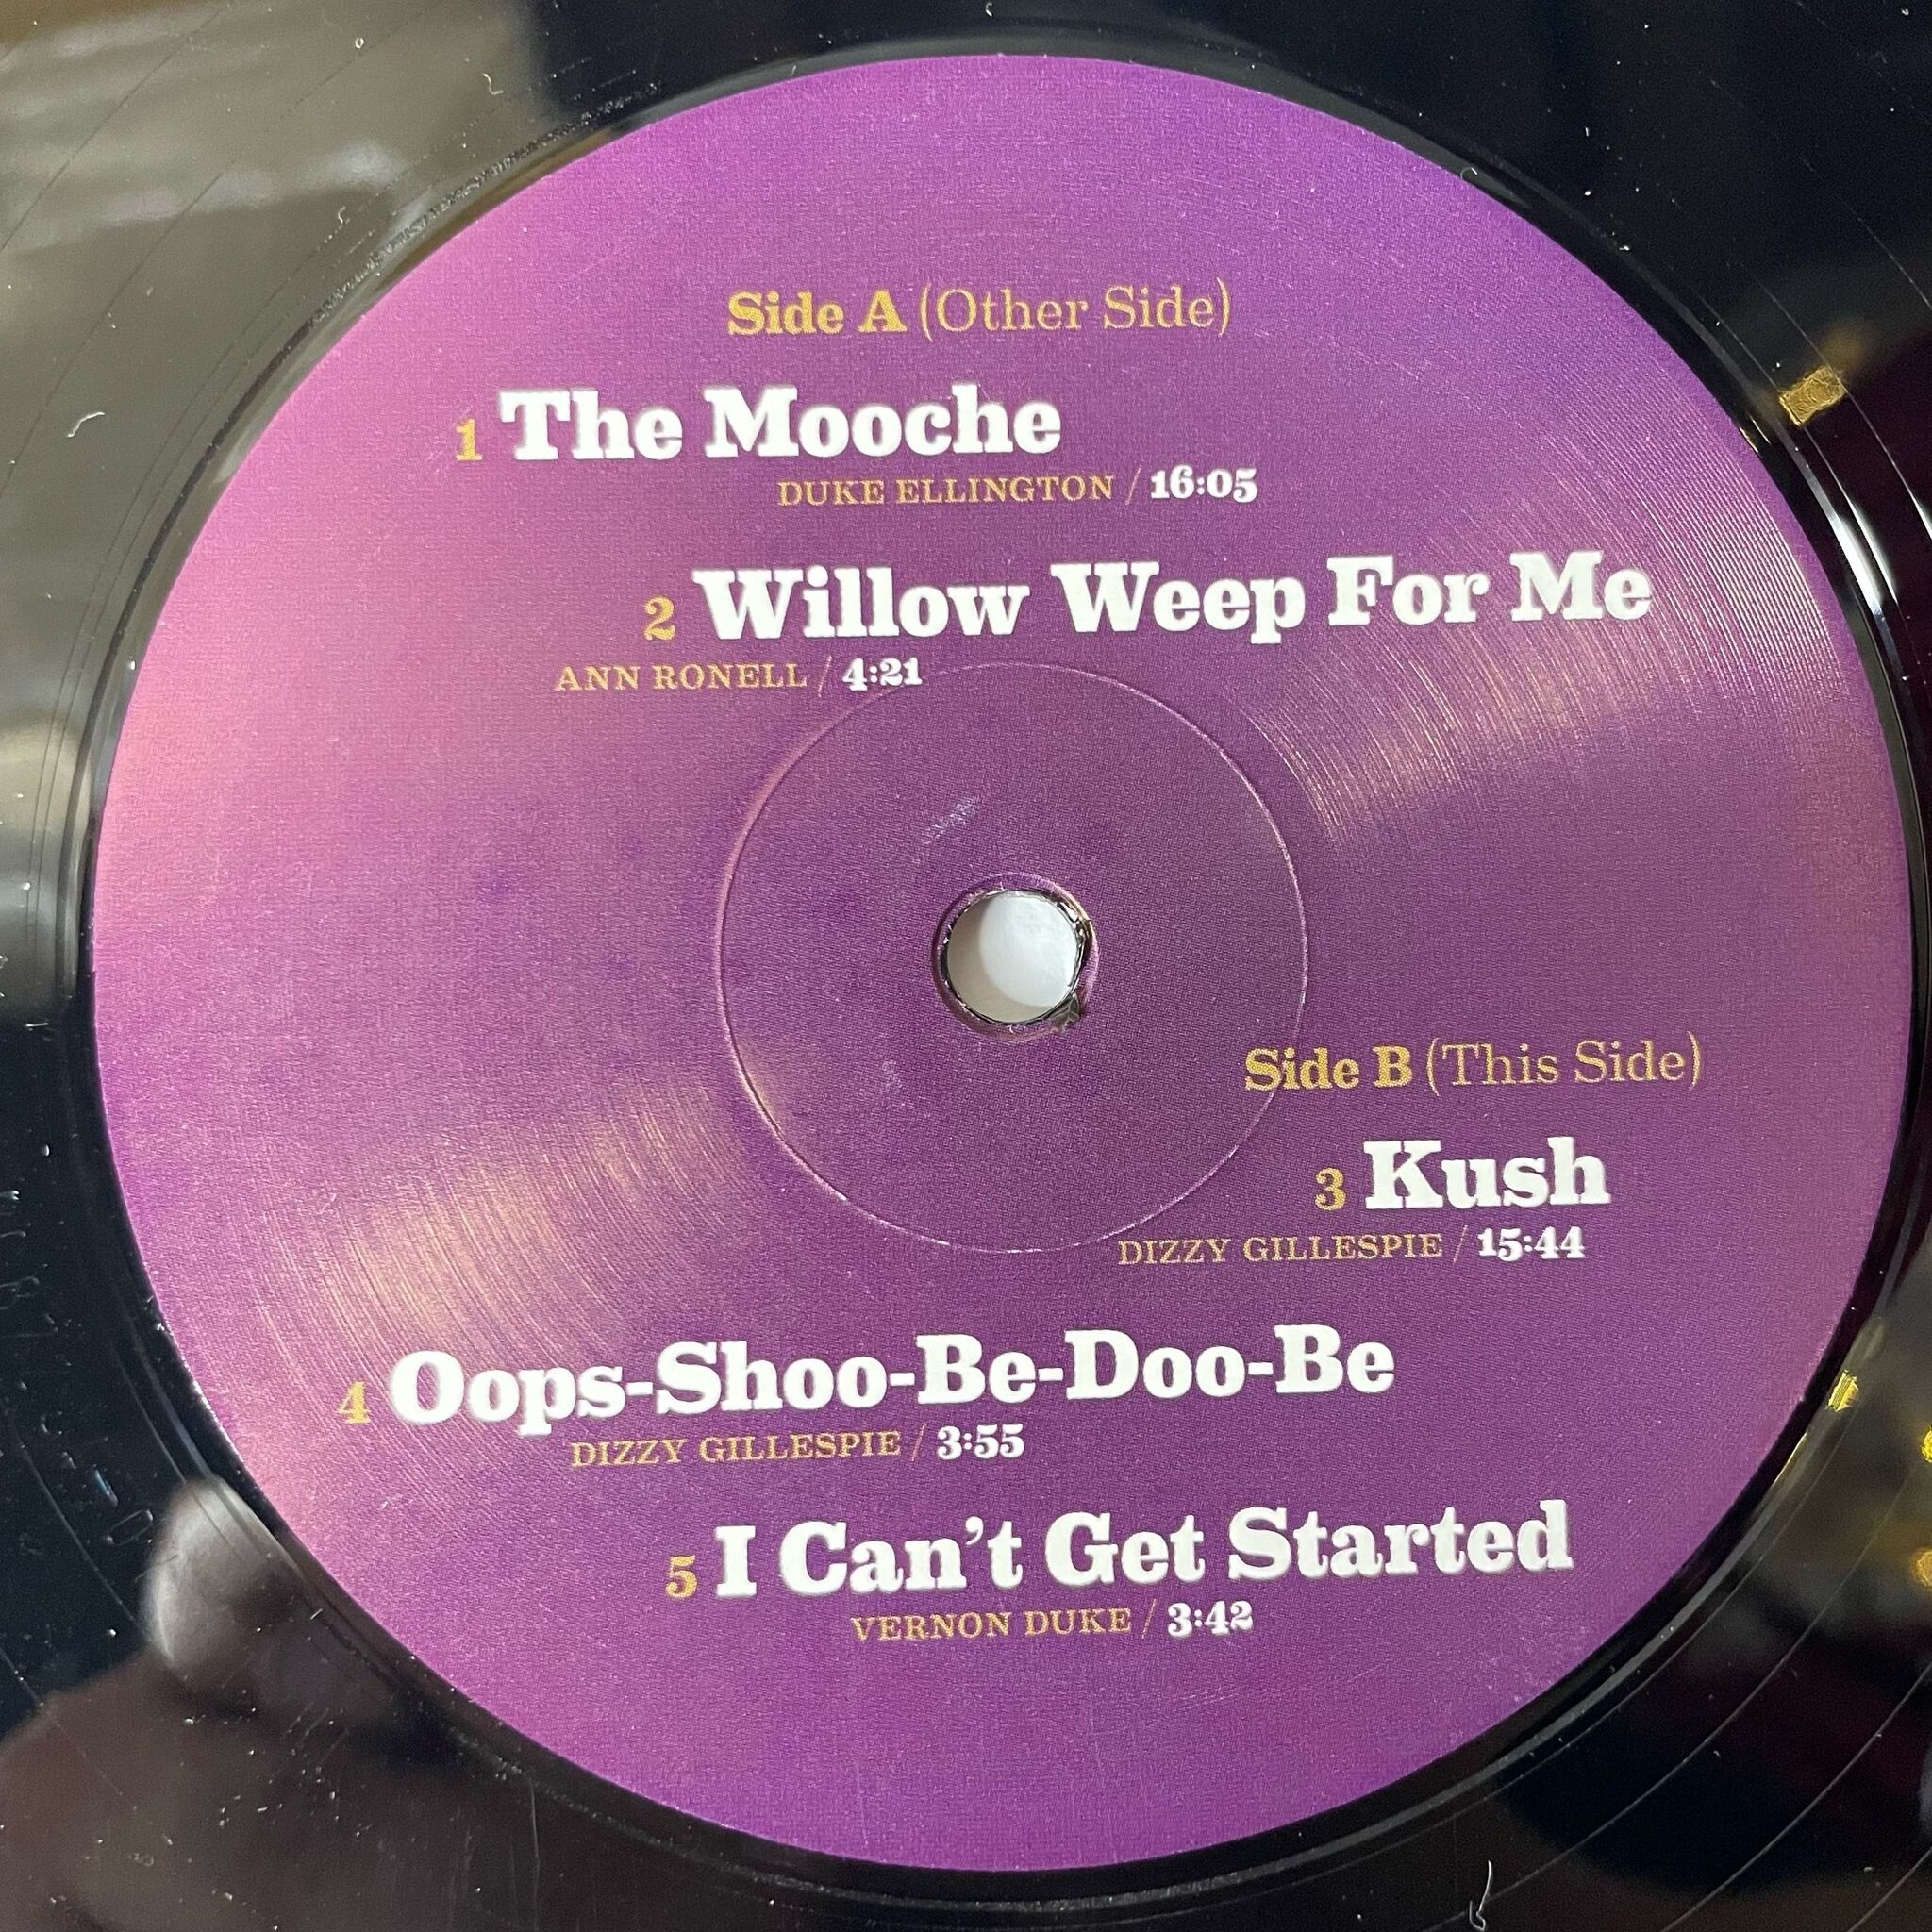 Side A (Other Side)
1 The Mooche
DUKE ELLINGTON / 16:05
2 Willow Weep For Me
ANN RONELL / 4:21
Side B (This Side)
3 Kush
DIZZY GILLESPIE / 15:44
4 Oops-Shoo-Be-Doo-Be
DIZZY GILLESPIE / 3:55
5 I Can't Get Started
VERNON DUKE / 3:42